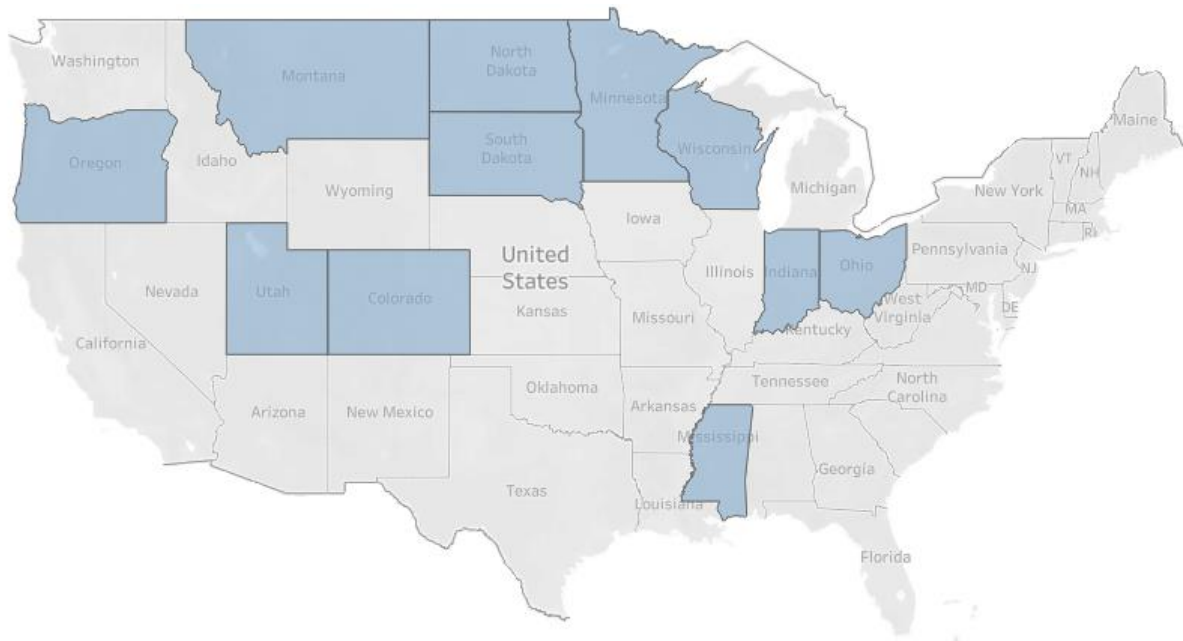 Washington
Montana
North
Dakota
Minnesota
Oregon
Idaho
South
Dakota
Wisconsin
Wyoming
Michigan
Maine
VT
NH
New York
MA
RI
Iowa
United
States
Nevada
Utah
Colorado
Kansas
Illinois
Indiana
Ohio
Pennsylvania
NJ
MD
DE
West
Virginia
California
Missouri
Kentucky
Arizona
New Mexico
Oklahoma
Arkansas
Tennessee
North
Carolina
Mississippi
Georgia
Texas
Louisiana
Florida